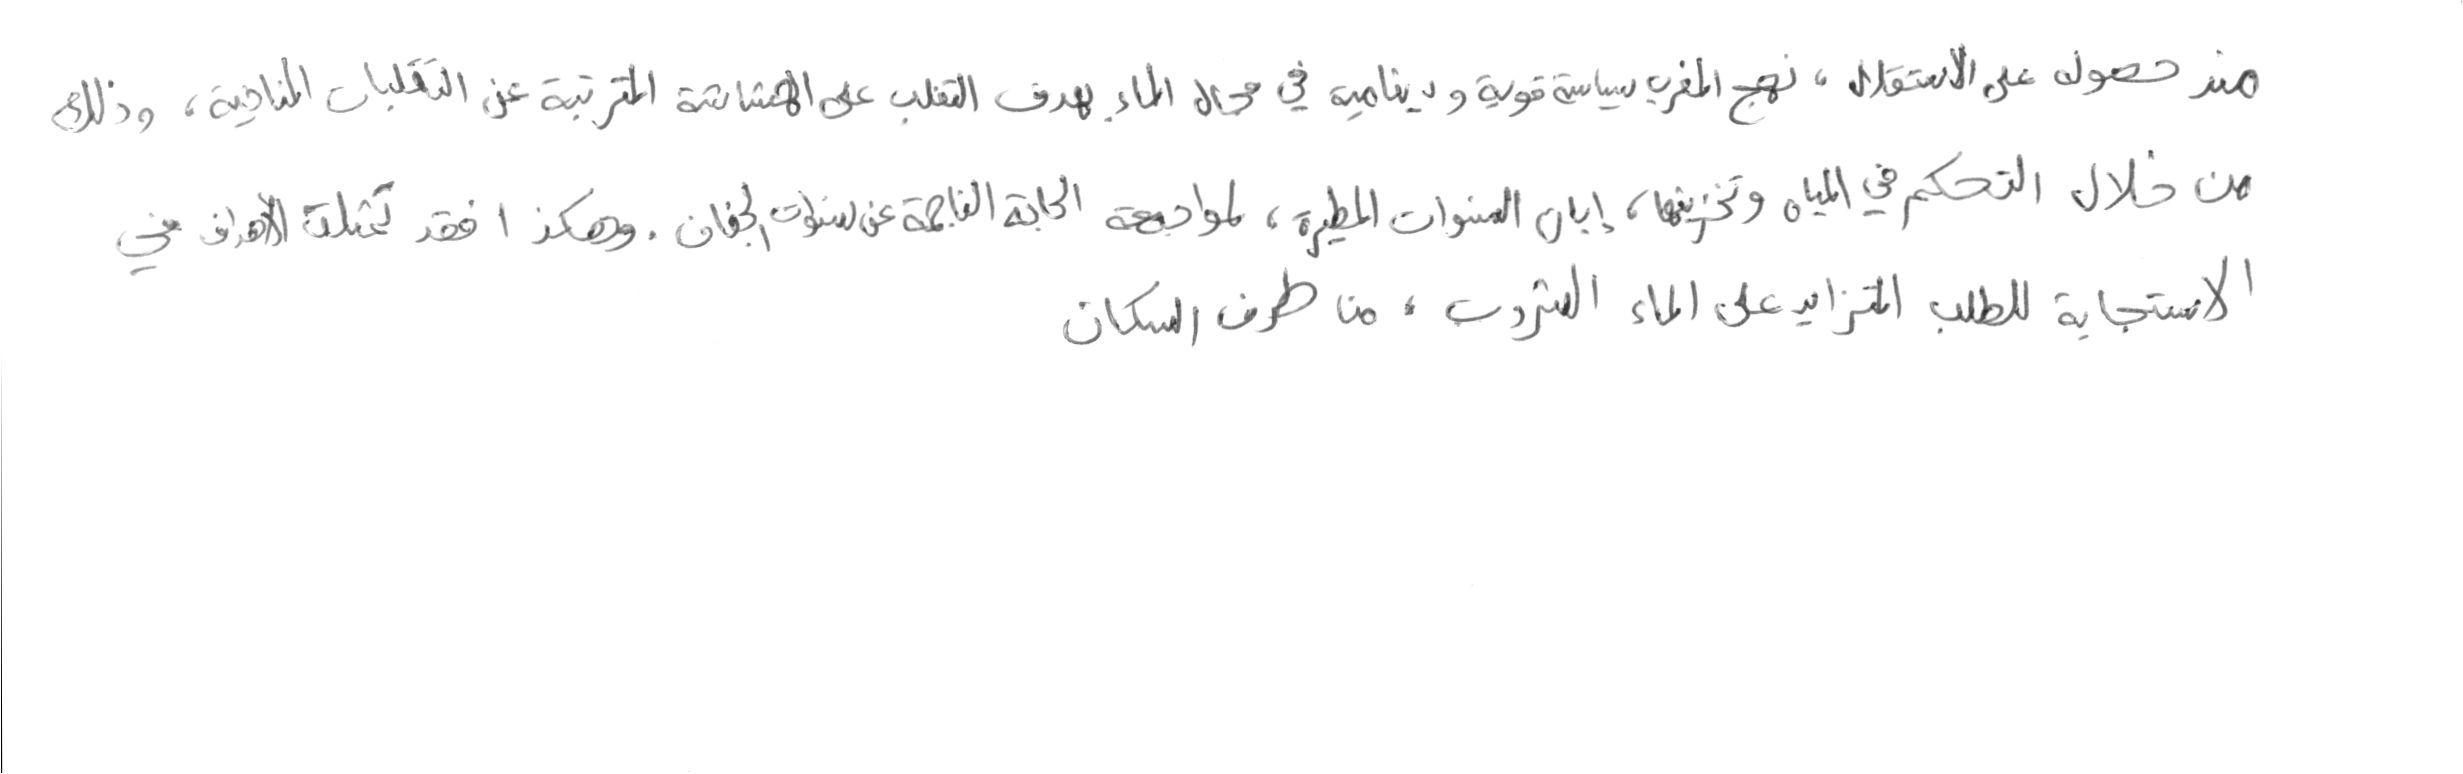 منذ حصوله على الاستقلال، نهج المغرب سياسة قوية ودينامية في مجال الماء بهدف التغلب على الهشاشة المترتبة عن التقلبات المناخية، وذلك
من خلال التحكم في المياه وتخزينها، إبان السنوات المطيرة، لمواجهة الحاجة الناجمة عن سنوات الجفاف. وهكذا فقد تمثلت الأهداف في
الاستجابة للطلب المتزايد على الماء الشروب، من طرف السكان